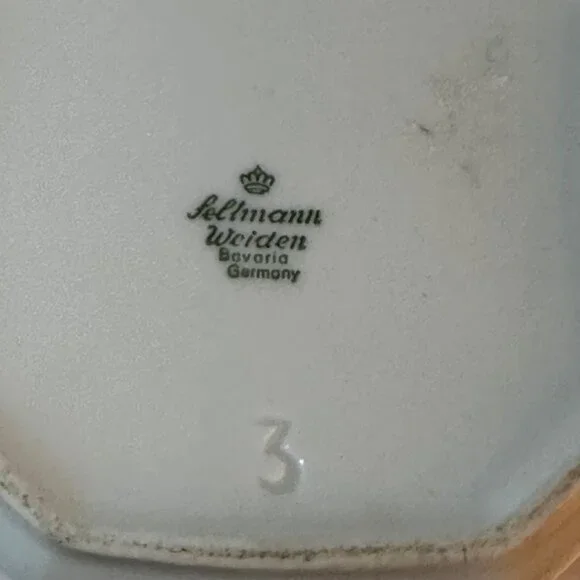 Seltmann
Weiden
Bavaria
Germany
3